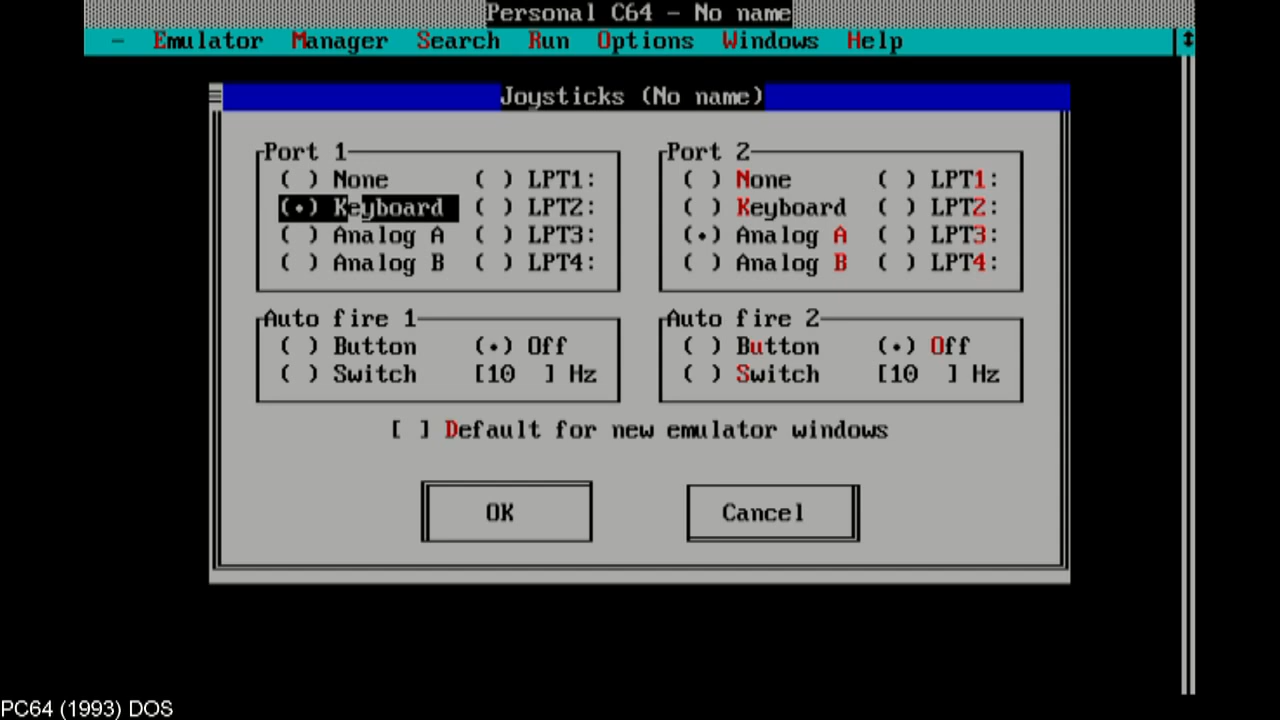 Personal C64 - No name
- Emulator Manager Search Run Options Windows Help
Joysticks (No name)
Port 1
( ) None ( ) LPT1:
(•) Keyboard ( ) LPT2:
( ) Analog A ( ) LPT3:
( ) Analog B ( ) LPT4:
Port 2
( ) None ( ) LPT1:
( ) Keyboard ( ) LPT2:
(•) Analog A ( ) LPT3:
( ) Analog B ( ) LPT4:
Auto fire 1
( ) Button (•) Off
( ) Switch [10 ] Hz
Auto fire 2
( ) Button (•) Off
( ) Switch [10 ] Hz
[ ] Default for new emulator windows
OK
Cancel
PC64 (1993) DOS